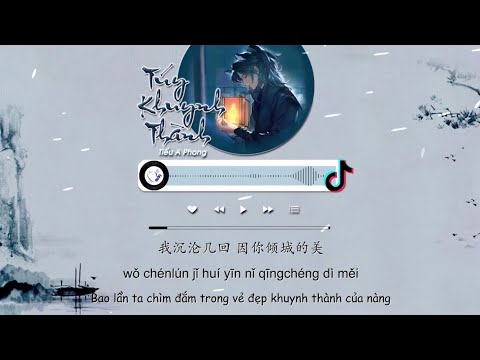 Túy
Khuynh
Thành
Tiểu A Phong
我沉沦几回 因你倾城的美
wǒ chénlún jǐ huí yīn nǐ qīngchéng dì měi
Bao lần ta chìm đắm trong vẻ đẹp khuynh thành của nàng